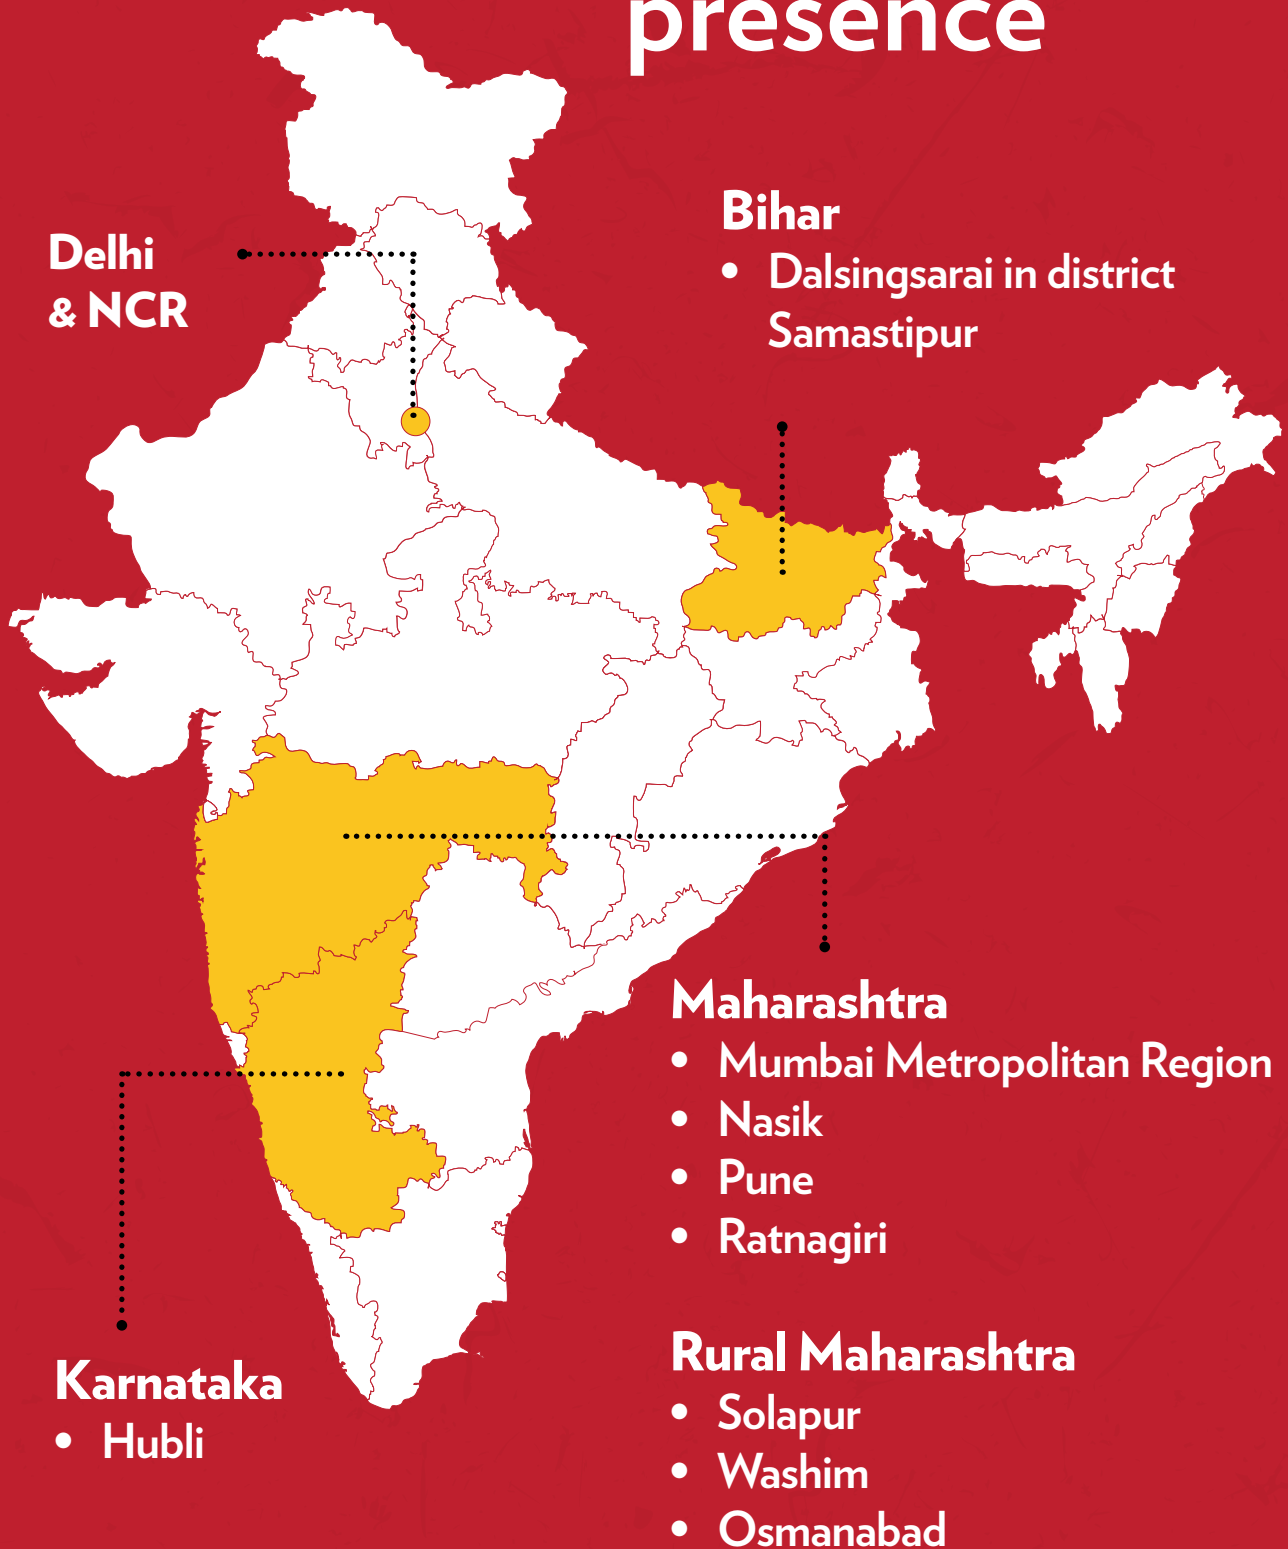 presence
Delhi
& NCR
Bihar
• Dalsingsarai in district
Samastipur
Maharashtra
• Mumbai Metropolitan Region
• Nasik
• Pune
• Ratnagiri
Rural Maharashtra
• Solapur
• Washim
• Osmanabad
Karnataka
• Hubli